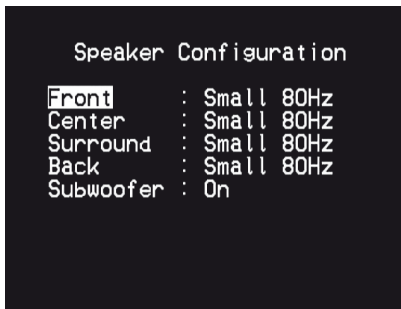 Speaker Configuration
Front : Small 80Hz
Center : Small 80Hz
Surround : Small 80Hz
Back : Small 80Hz
Subwoofer : On